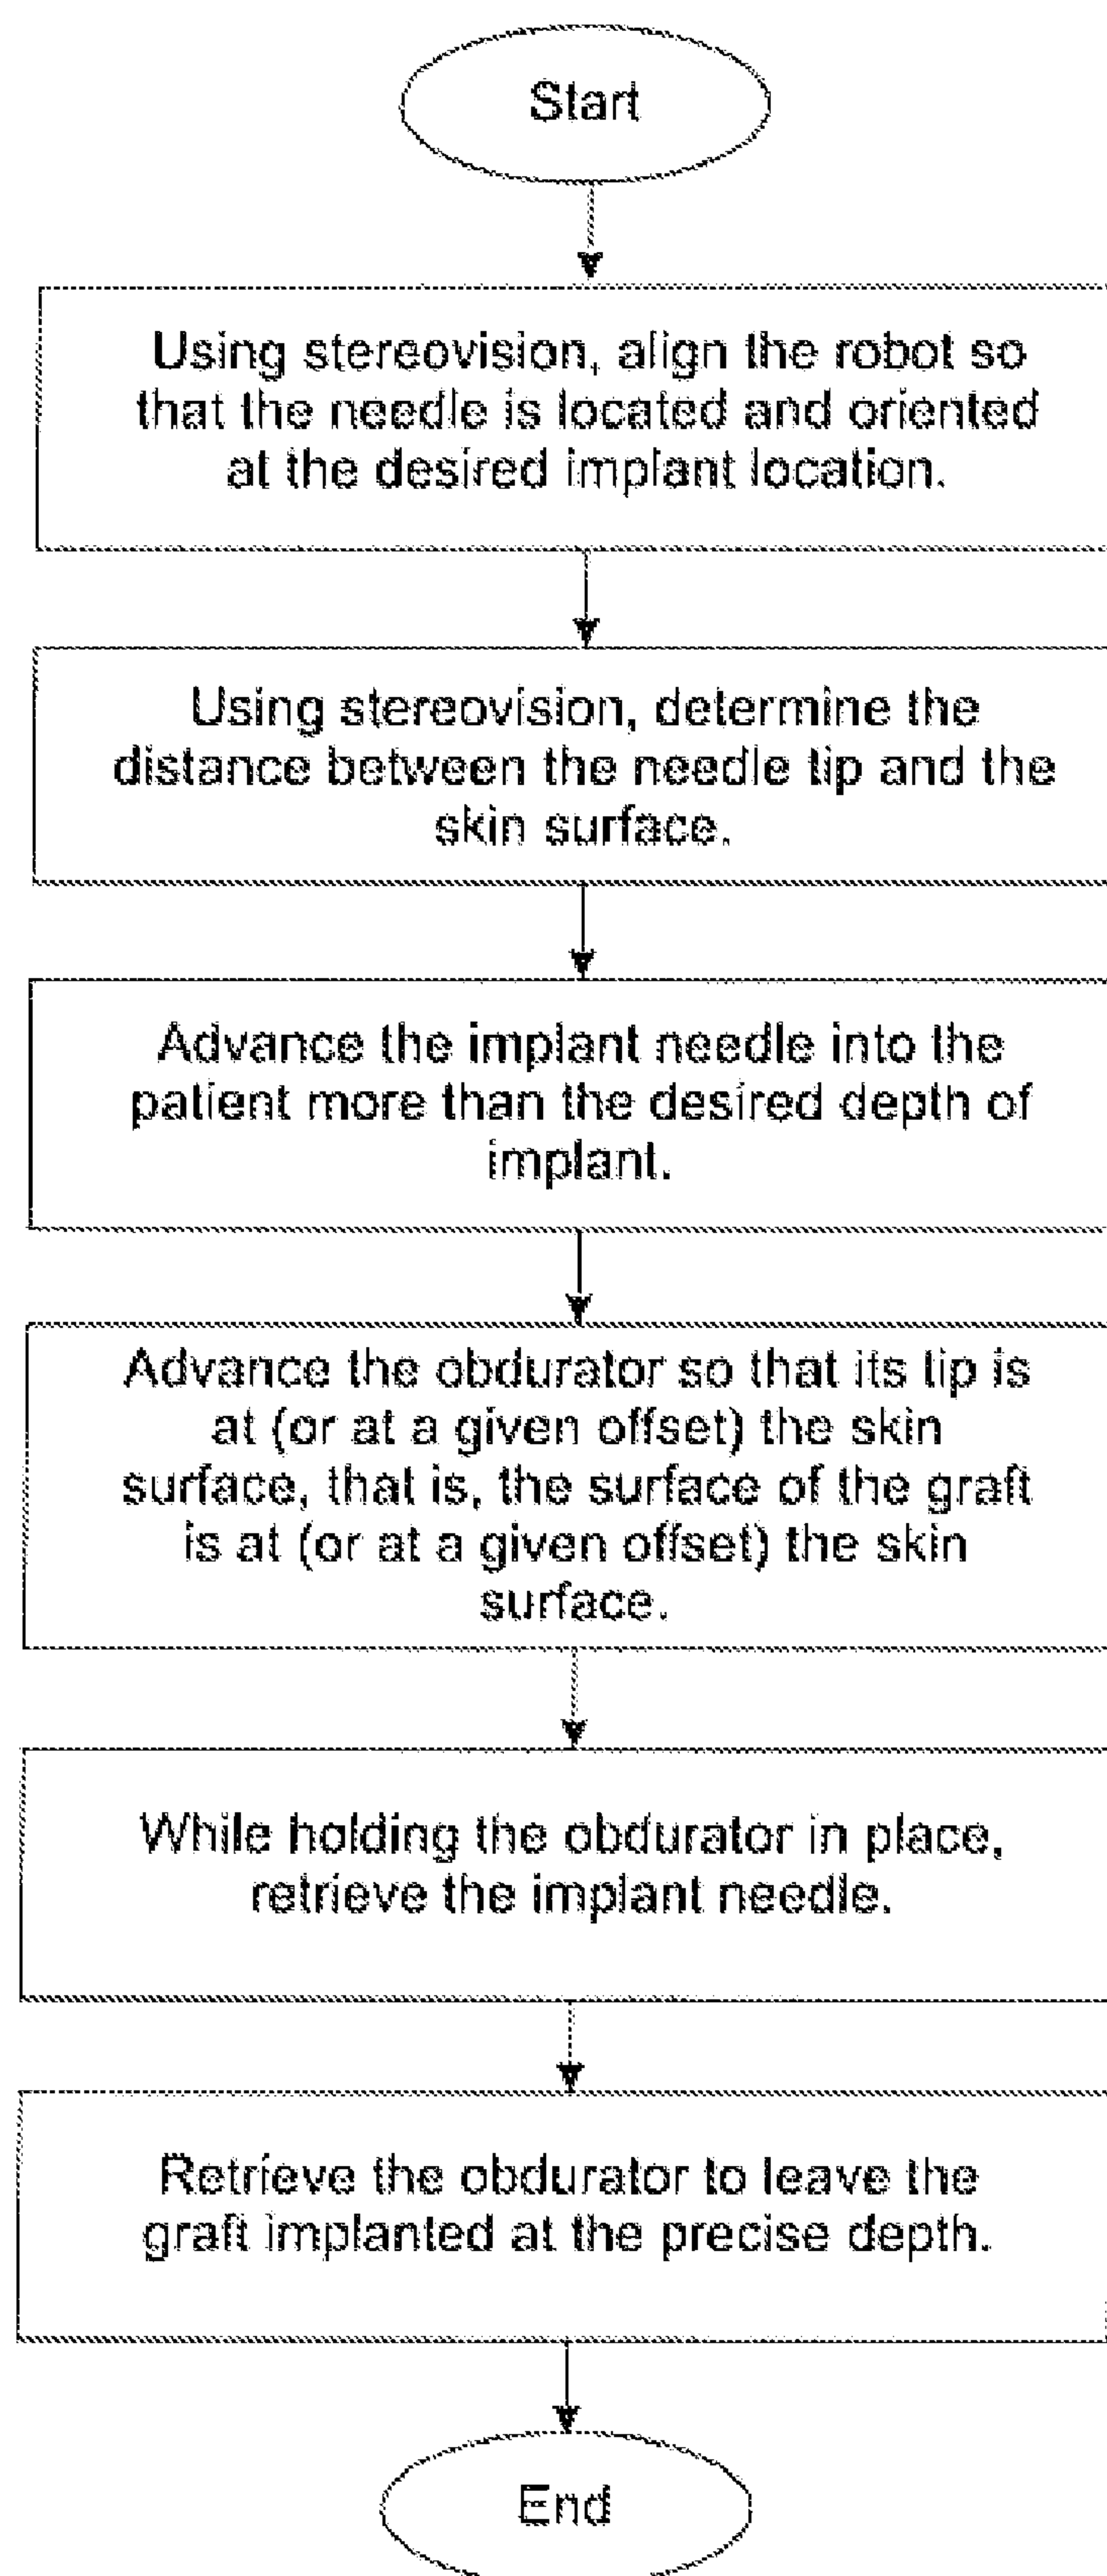 Start
Using stereovision, align the robot so
that the needle is located and oriented
at the desired implant location.
Using stereovision, determine the
distance between the needle tip and the
skin surface.
Advance the implant needle into the
patient more than the desired depth of
implant.
Advance the obdurator so that its tip is
at (or at a given offset) the skin
surface, that is, the surface of the graft
is at (or at a given offset) the skin
surface.
While holding the obdurator in place,
retrieve the implant needle.
Retrieve the obdurator to leave the
graft implanted at the precise depth.
End